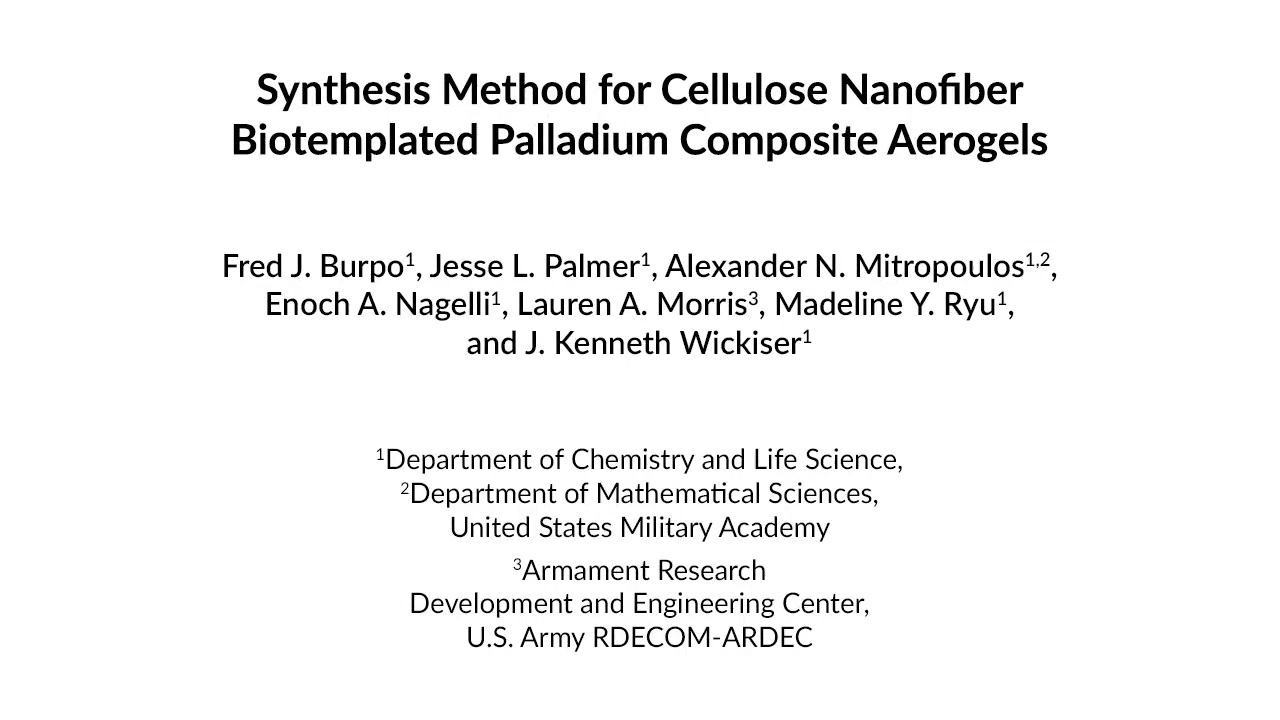 Synthesis Method for Cellulose Nanofiber
Biotemplated Palladium Composite Aerogels
Fred J. Burpo¹, Jesse L. Palmer¹, Alexander N. Mitropoulos¹,²,
Enoch A. Nagelli¹, Lauren A. Morris³, Madeline Y. Ryu¹,
and J. Kenneth Wickiser¹
¹Department of Chemistry and Life Science,
²Department of Mathematical Sciences,
United States Military Academy
³Armament Research
Development and Engineering Center,
U.S. Army RDECOM-ARDEC